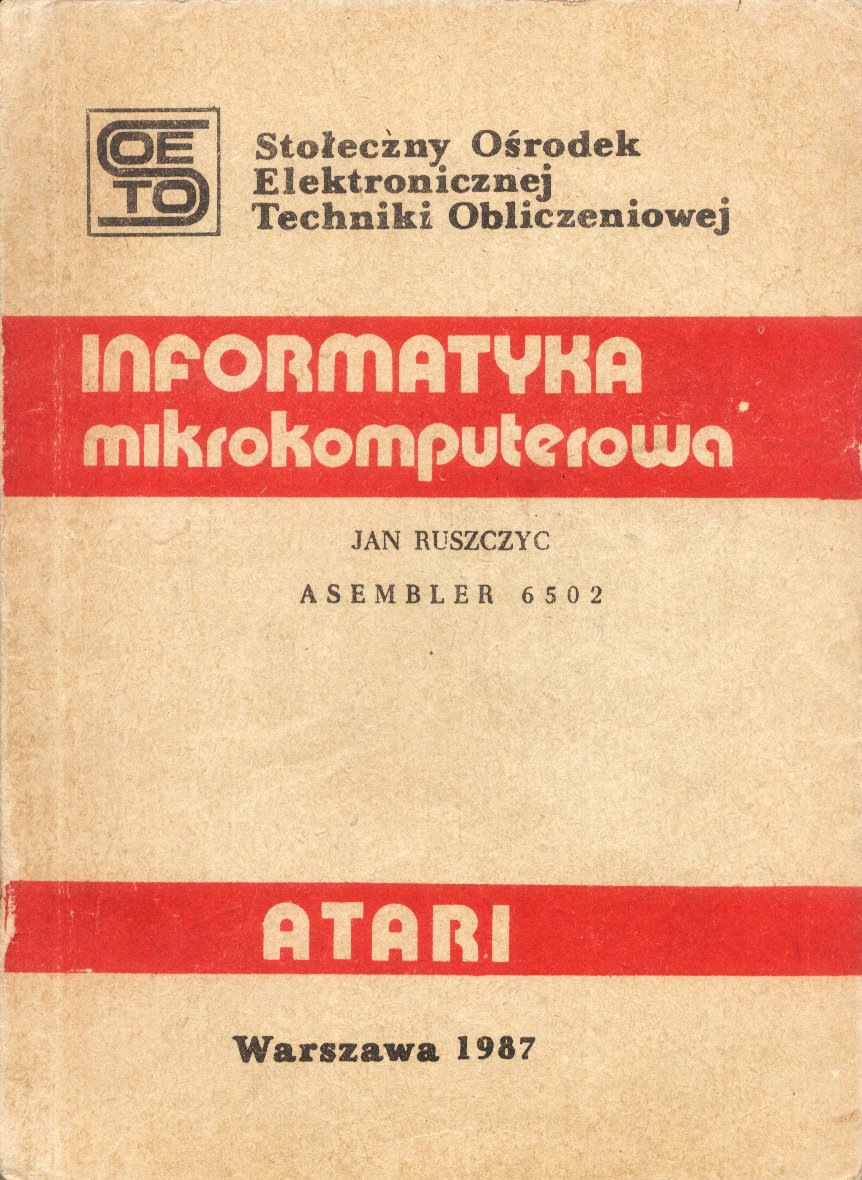 SOETO
Stołeczny Ośrodek
Elektronicznej
Techniki Obliczeniowej
INFORMATYKA
mikrokomputerowa
JAN RUSZCZYC
ASEMBLER 6502
ATARI
Warszawa 1987